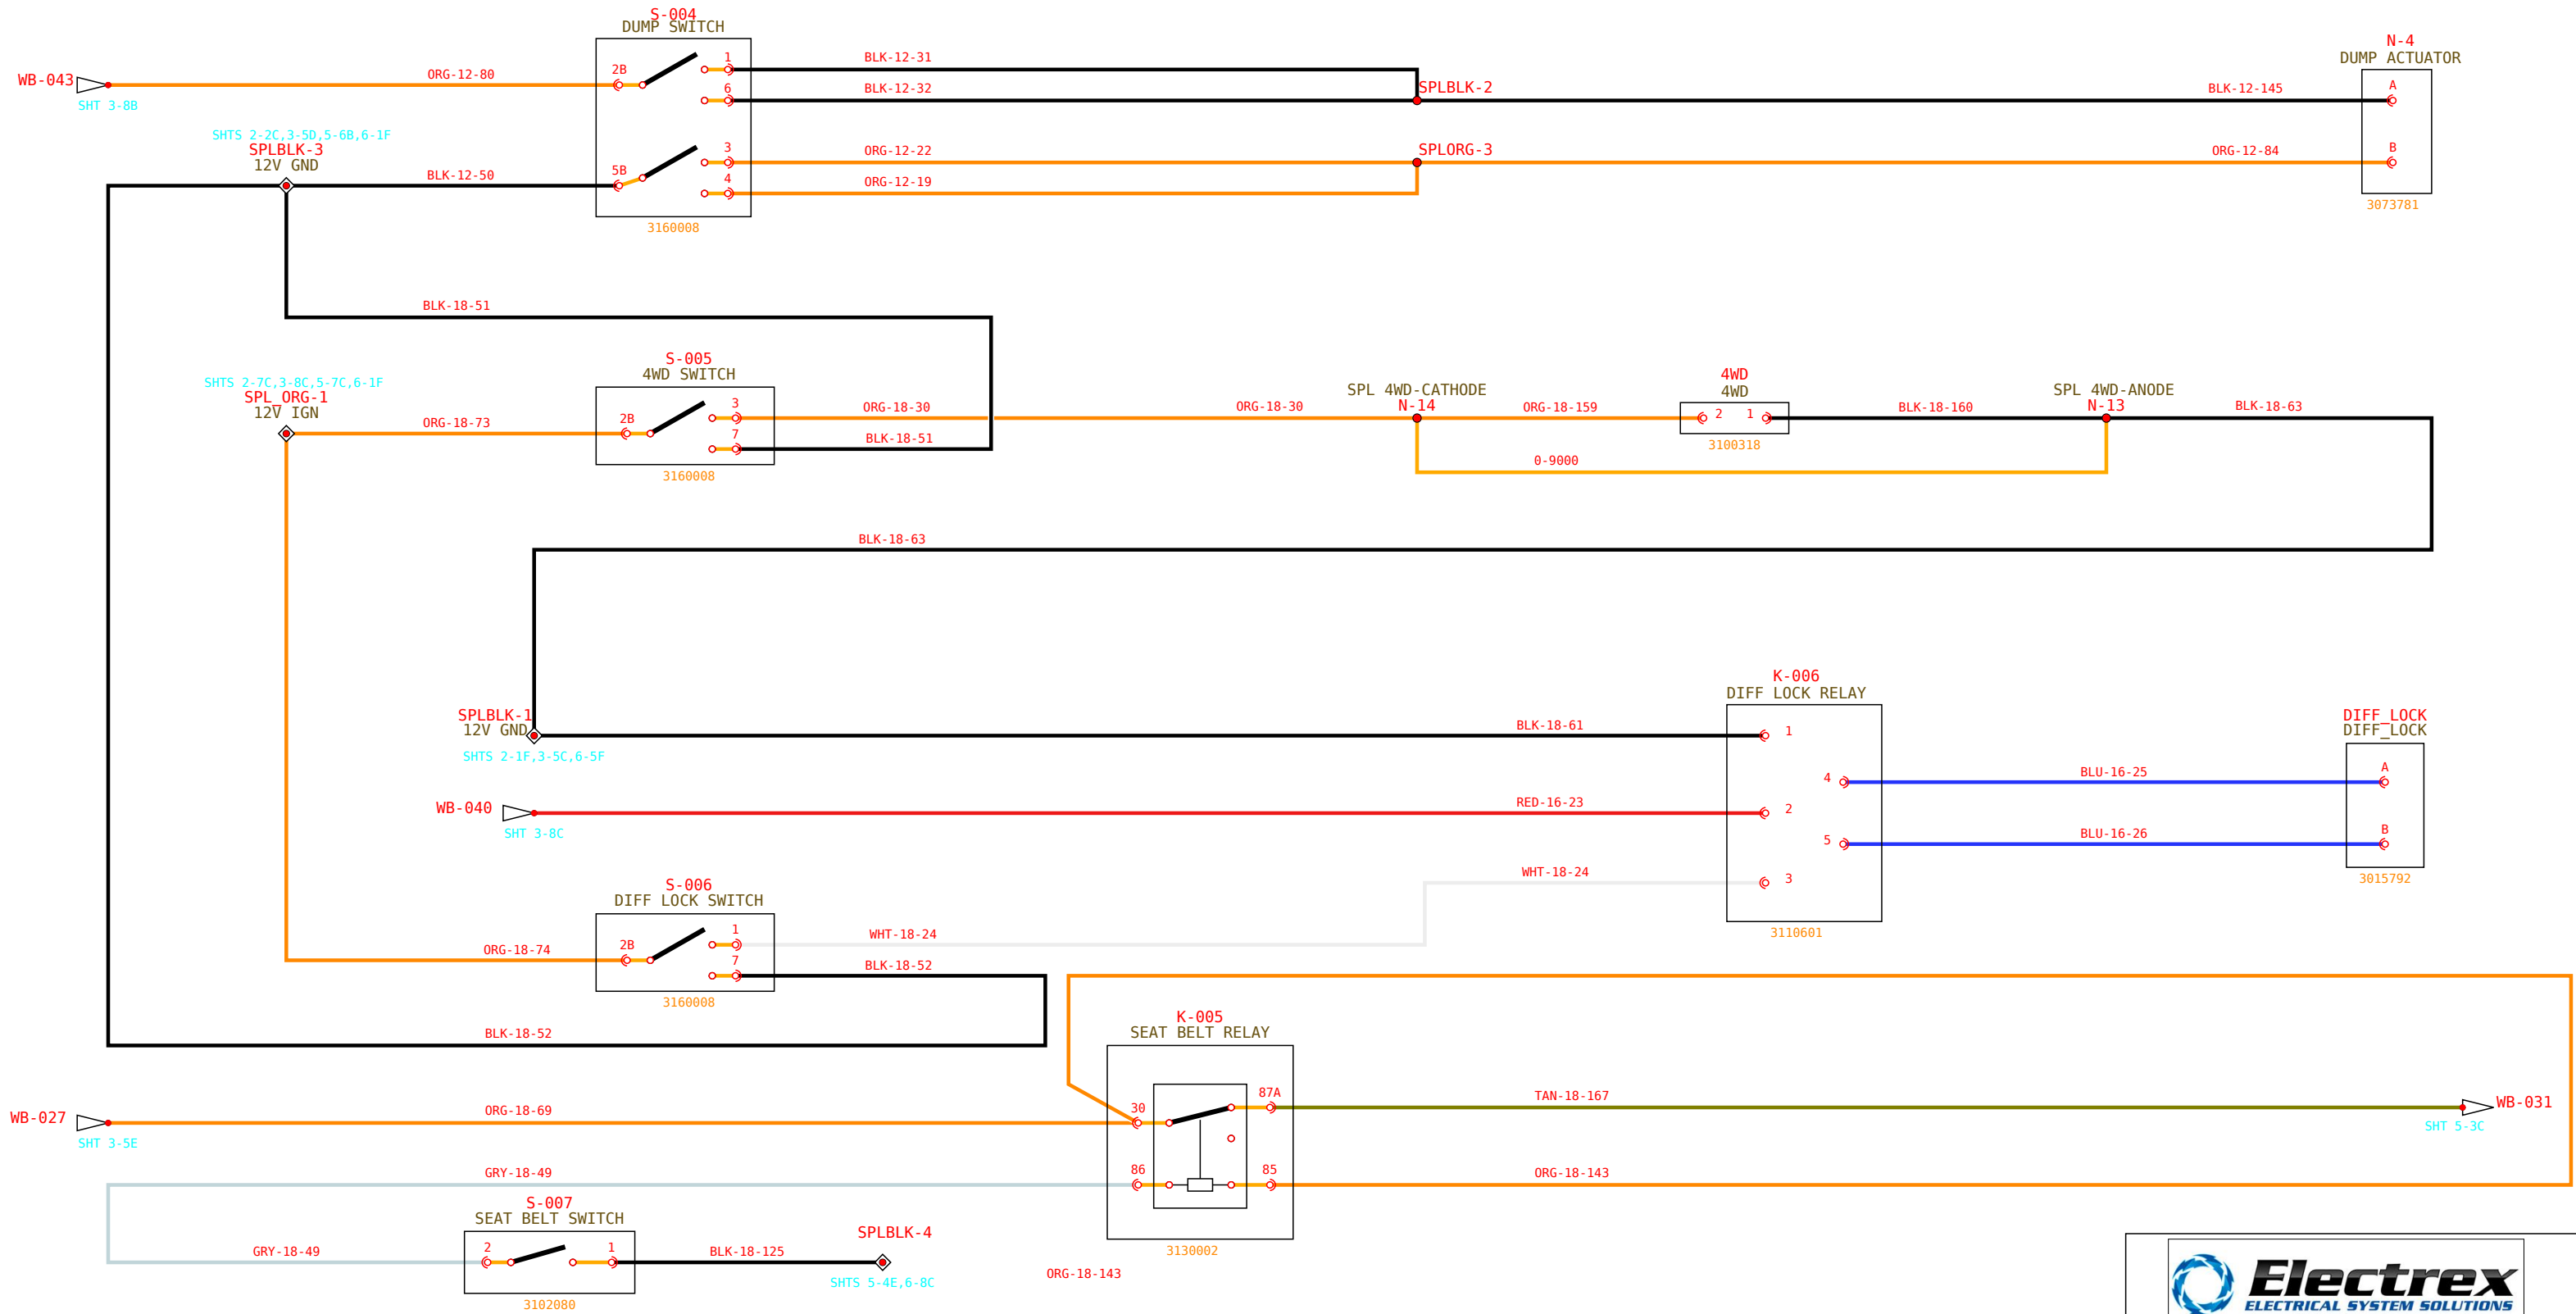 S-004
DUMP SWITCH
WB-043
SHT 3-8B
ORG-12-80
2B
1
6
BLK-12-31
BLK-12-32
SPLBLK-2
BLK-12-145
N-4
DUMP ACTUATOR
A
B
3073781
SHTS 2-2C,3-5D,5-6B,6-1F
SPLBLK-3
12V GND
BLK-12-50
5B
3
4
ORG-12-22
ORG-12-19
SPLORG-3
ORG-12-84
3160008
BLK-18-51
SHTS 2-7C,3-8C,5-7C,6-1F
SPL_ORG-1
12V IGN
ORG-18-73
S-005
4WD SWITCH
2B
3
7
3160008
ORG-18-30
BLK-18-51
ORG-18-30
SPL 4WD-CATHODE
N-14
ORG-18-159
4WD
4WD
2 1
3100318
BLK-18-160
SPL 4WD-ANODE
N-13
BLK-18-63
0-9000
BLK-18-63
SPLBLK-1
12V GND
SHTS 2-1F,3-5C,6-5F
BLK-18-61
K-006
DIFF LOCK RELAY
1
4
2
5
3
3110601
DIFF_LOCK
DIFF_LOCK
A
B
3015792
BLU-16-25
BLU-16-26
WB-040
SHT 3-8C
RED-16-23
WHT-18-24
S-006
DIFF LOCK SWITCH
ORG-18-74
2B
1
7
3160008
WHT-18-24
BLK-18-52
BLK-18-52
K-005
SEAT BELT RELAY
WB-027
SHT 3-5E
ORG-18-69
30
87A
86
85
3130002
TAN-18-167
WB-031
SHT 5-3C
GRY-18-49
ORG-18-143
S-007
SEAT BELT SWITCH
GRY-18-49
2
1
3102080
BLK-18-125
SPLBLK-4
SHTS 5-4E,6-8C
ORG-18-143
Electrex
ELECTRICAL SYSTEM SOLUTIONS